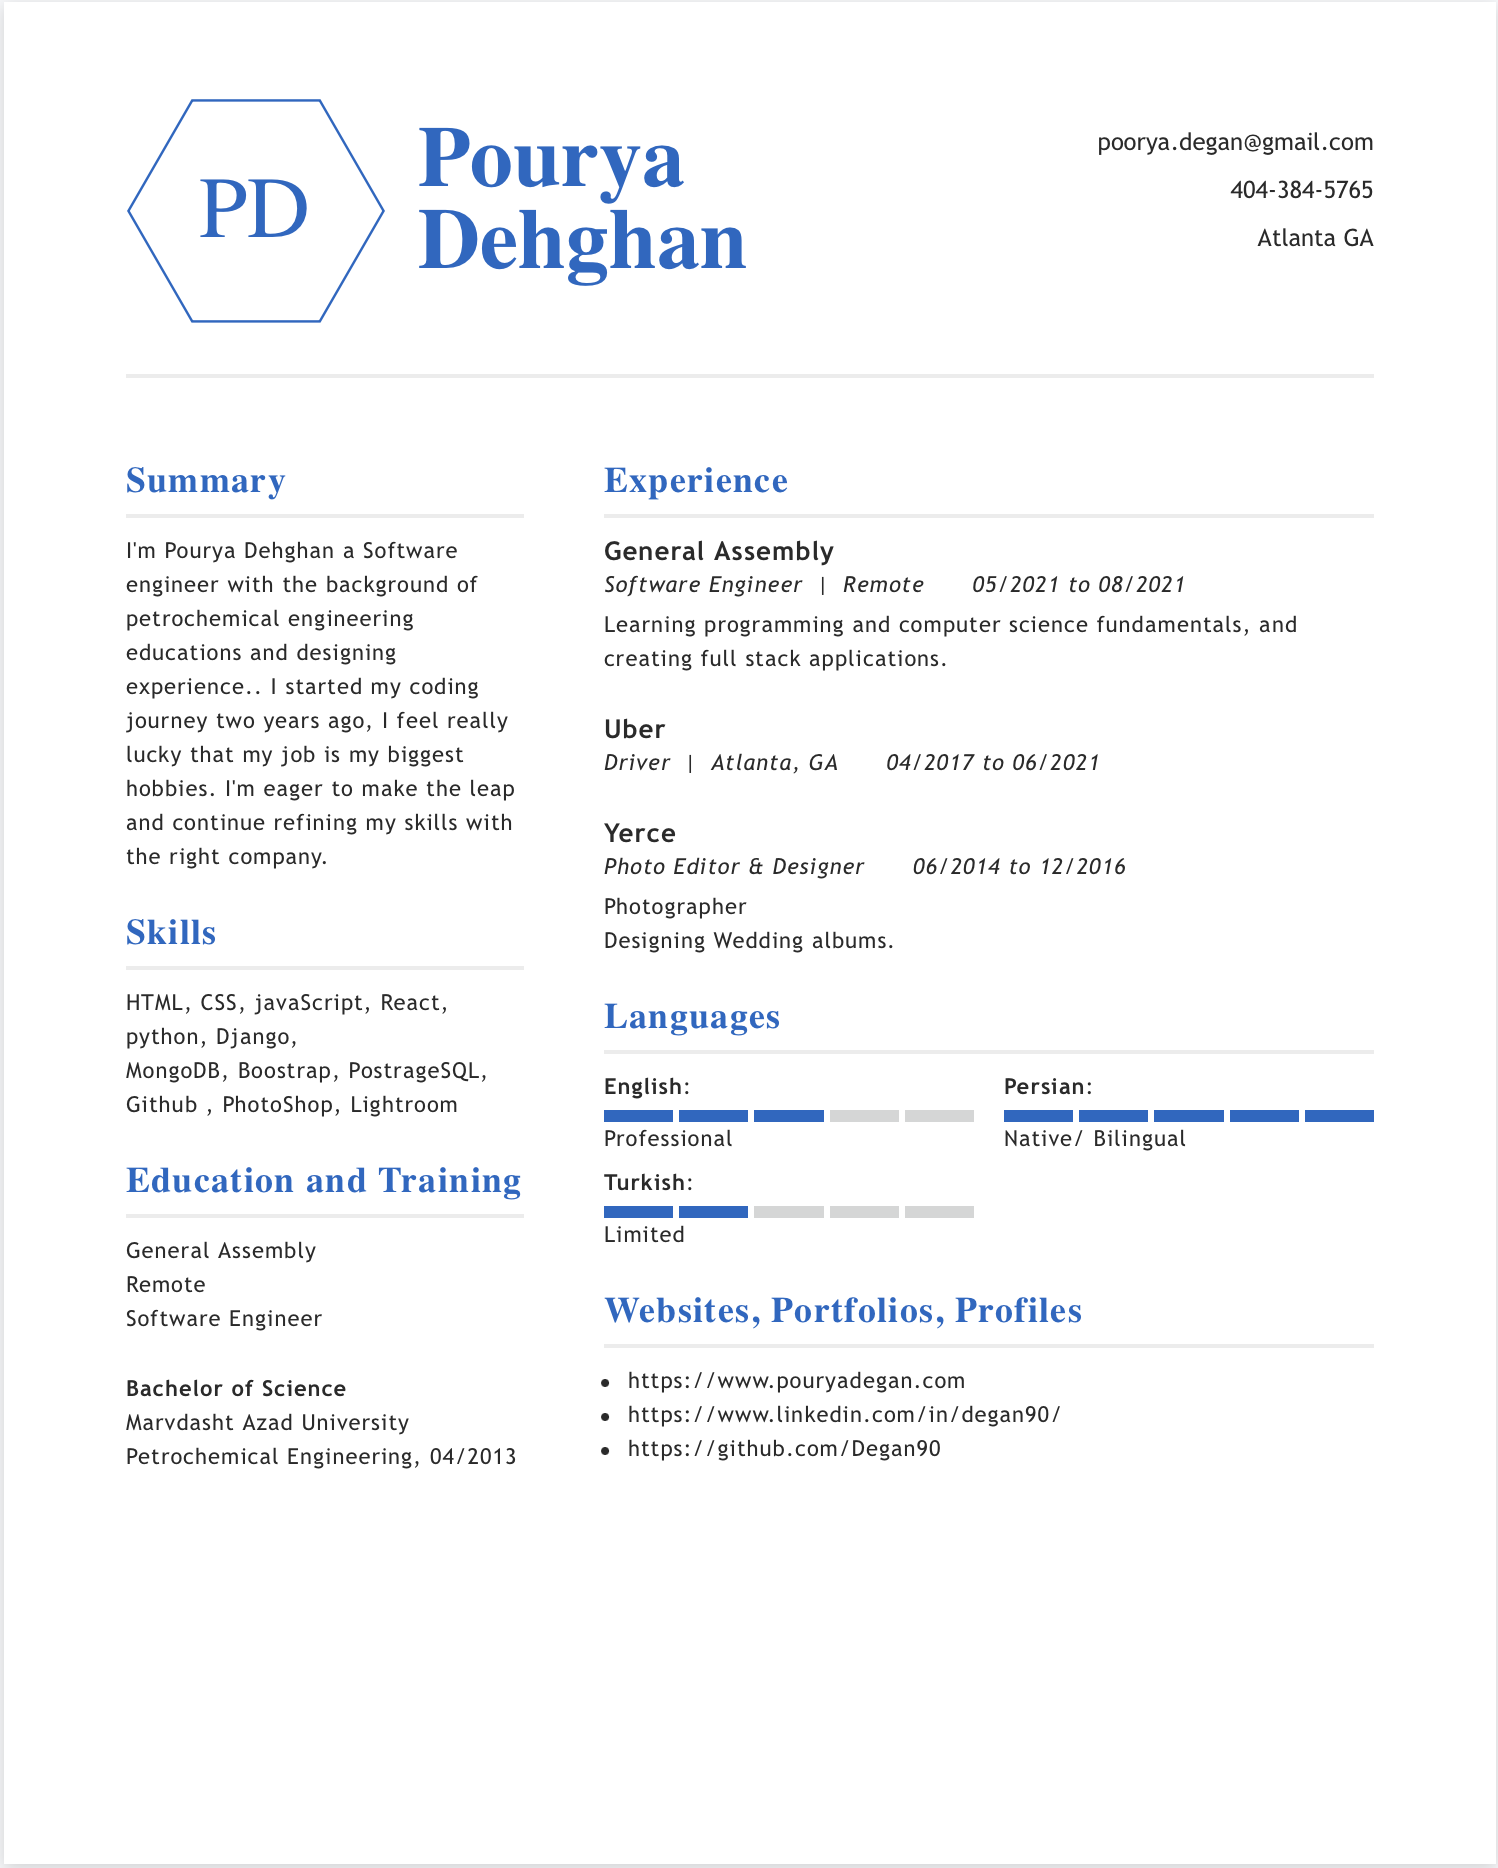 PD
Pourya
Dehghan
poorya.degan@gmail.com
404-384-5765
Atlanta GA
Summary
I'm Pourya Dehghan a Software
engineer with the background of
petrochemical engineering
educations and designing
experience.. I started my coding
journey two years ago, I feel really
lucky that my job is my biggest
hobbies. I'm eager to make the leap
and continue refining my skills with
the right company.
Skills
HTML, CSS, javaScript, React,
python, Django,
MongoDB, Boostrap, PostrageSQL,
Github , PhotoShop, Lightroom
Education and Training
General Assembly
Remote
Software Engineer
Bachelor of Science
Marvdasht Azad University
Petrochemical Engineering, 04/2013
Experience
General Assembly
Software Engineer | Remote 05/2021 to 08/2021
Learning programming and computer science fundamentals, and
creating full stack applications.
Uber
Driver | Atlanta, GA 04/2017 to 06/2021
Yerce
Photo Editor & Designer 06/2014 to 12/2016
Photographer
Designing Wedding albums.
Languages
English:
Professional
Persian:
Native/ Bilingual
Turkish:
Limited
Websites, Portfolios, Profiles
• https://www.pouryadegan.com
• https://www.linkedin.com/in/degan90/
• https://github.com/Degan90